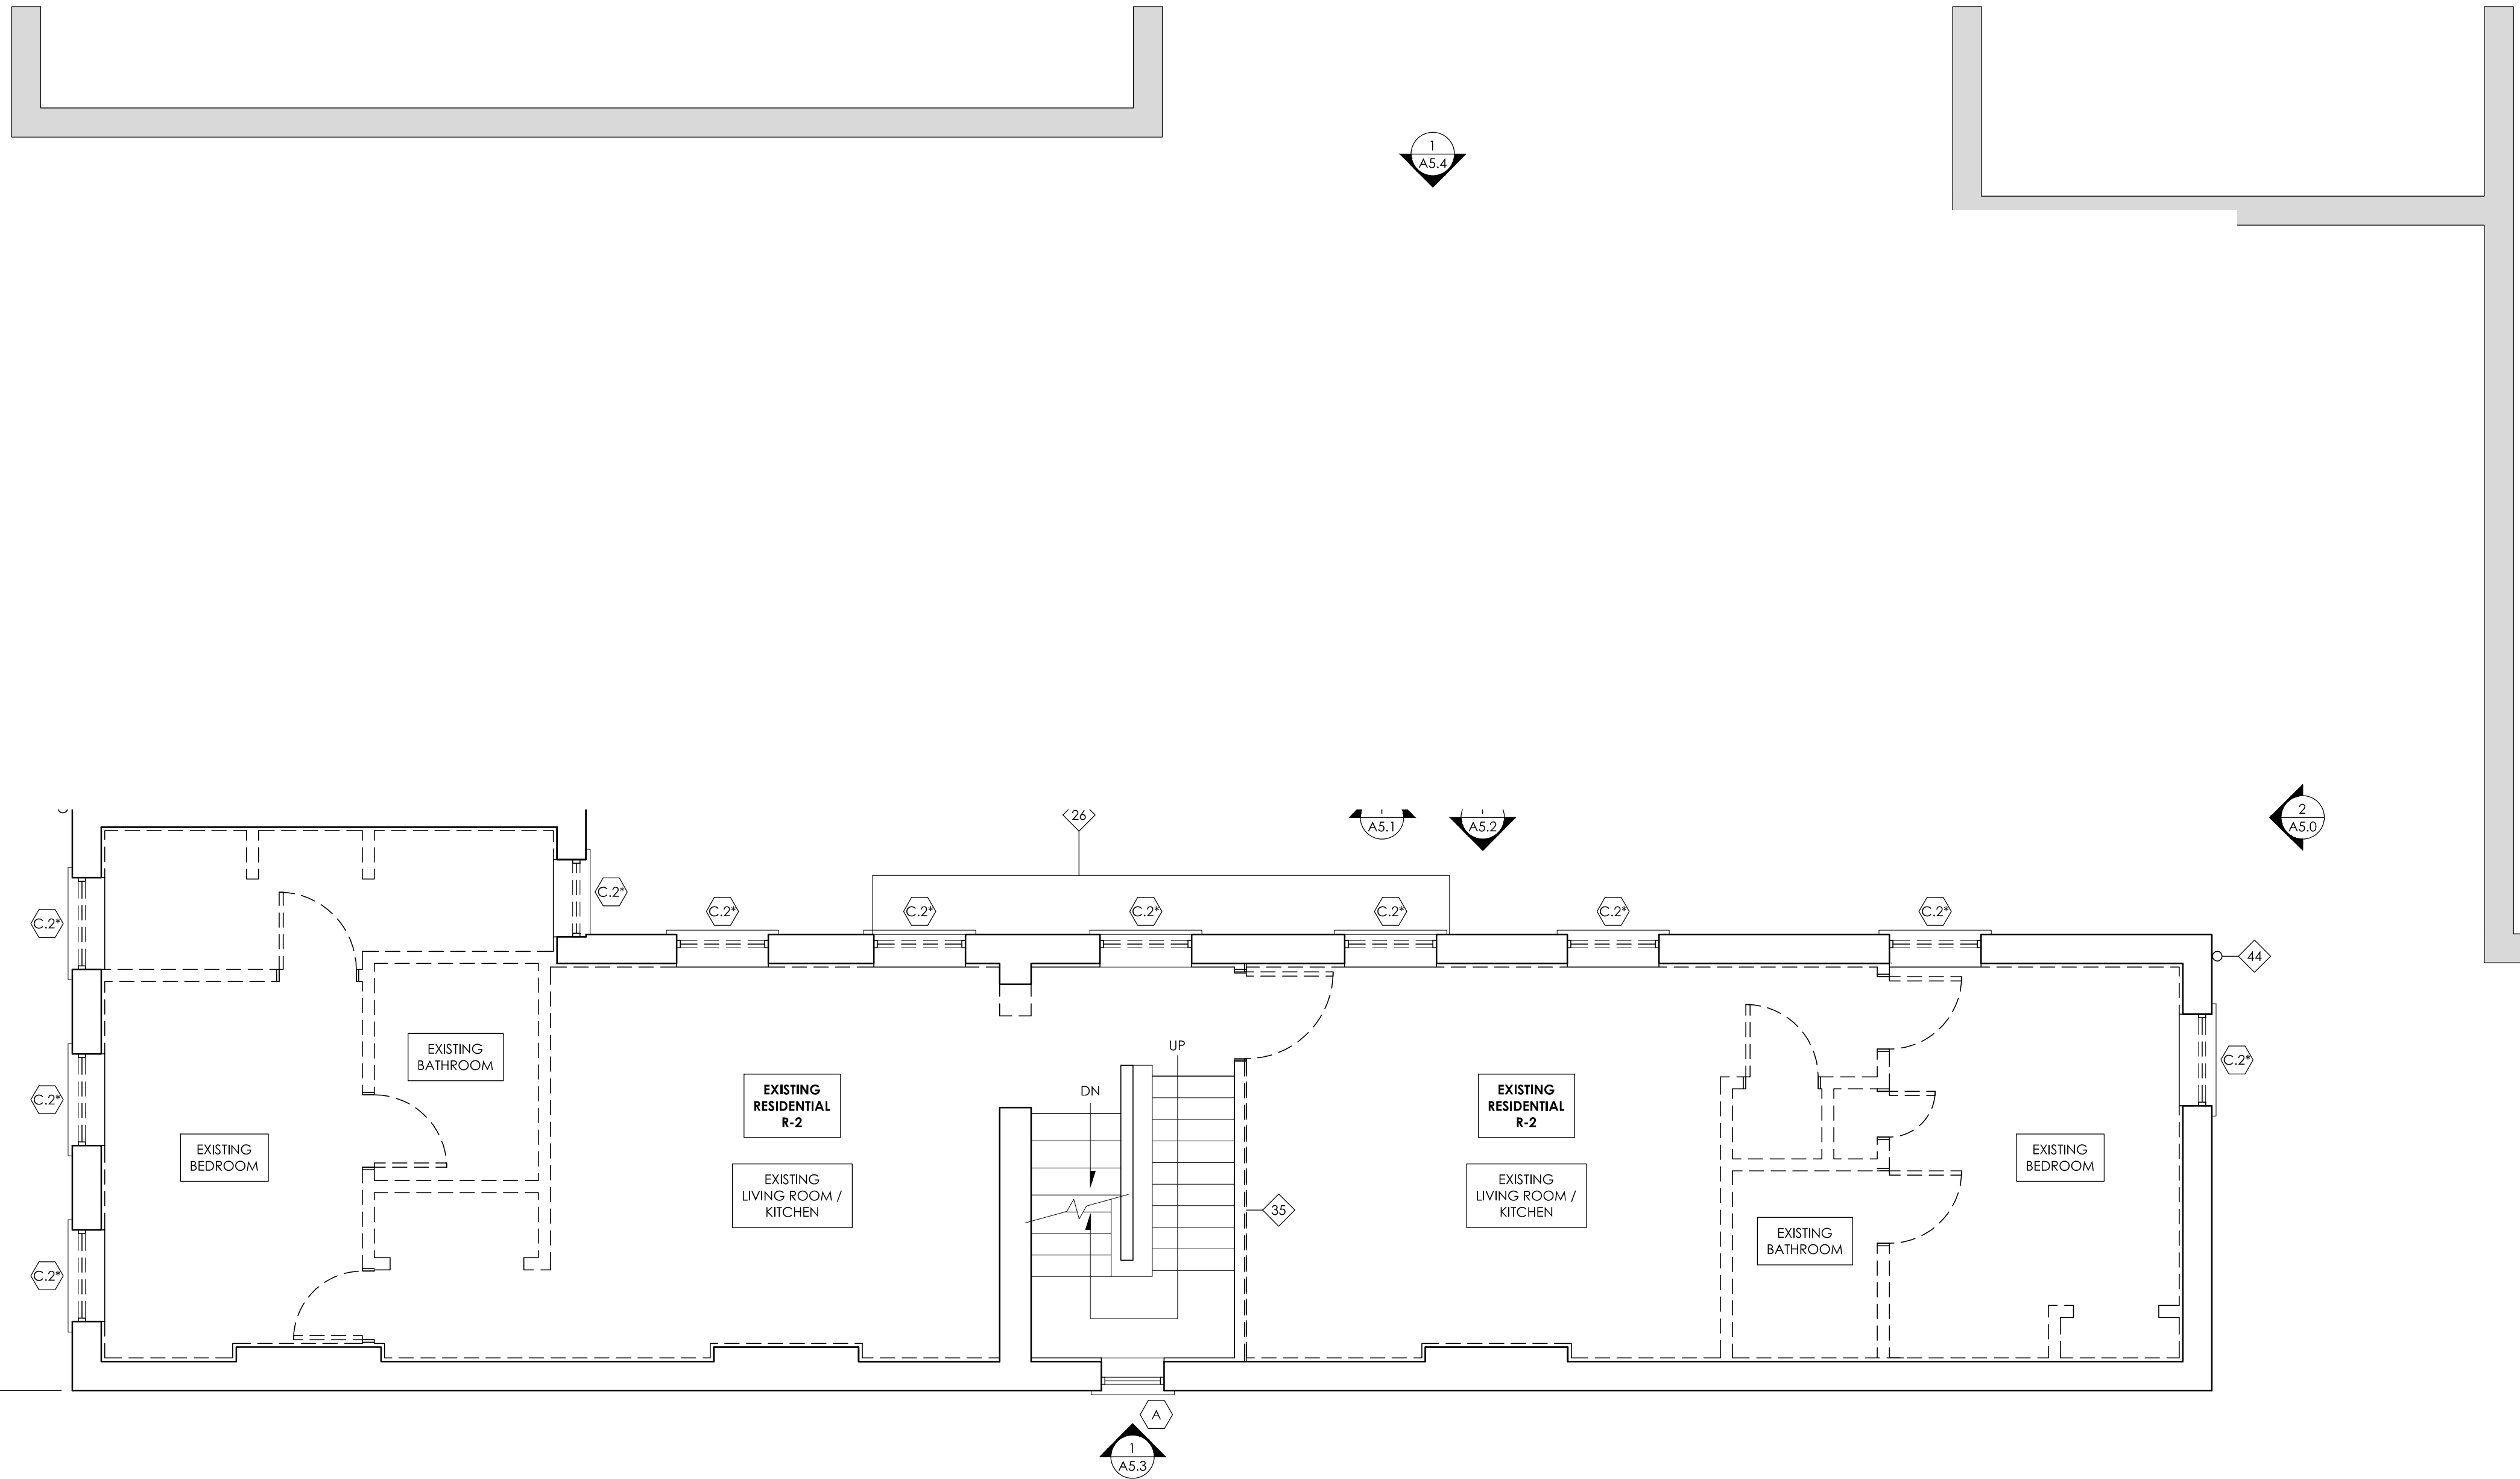 1
A5.4
26
1
A5.1
1
A5.2
2
A5.0
C.2*
C.2*
C.2*
C.2*
C.2*
C.2*
C.2*
C.2*
44
EXISTING
BATHROOM
UP
C.2*
DN
C.2*
EXISTING
RESIDENTIAL
R-2
EXISTING
RESIDENTIAL
R-2
EXISTING
BEDROOM
EXISTING
BEDROOM
EXISTING
LIVING ROOM /
KITCHEN
EXISTING
LIVING ROOM /
KITCHEN
35
EXISTING
BATHROOM
C.2*
A
1
A5.3